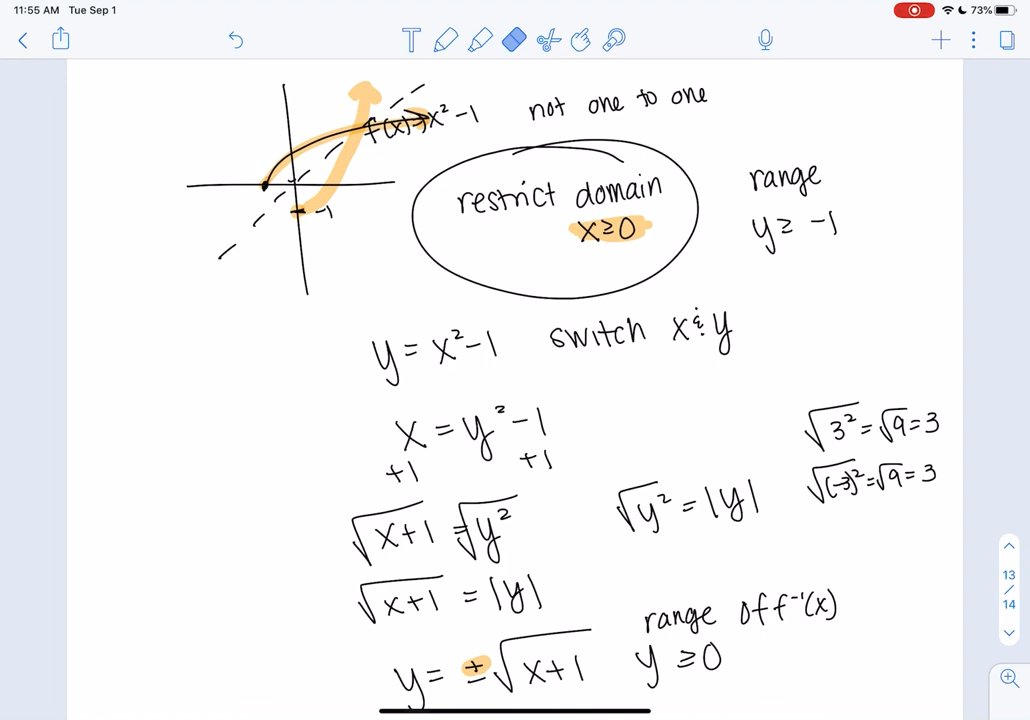 11:55 AM Tue Sep 1
73%
T
f(x)=x²-1 not one to one
restrict domain
x≥0
range
y≥ -1
-1
y = x²-1 switch x & y
x = y² -1
+1 +1
√3² = √9 = 3
√(-3)² = √9 = 3
√x+1 = √y²
√y² = |y|
√x+1 = |y|
range of f⁻¹(x)
y = ±√x+1 y ≥0
13
/
14